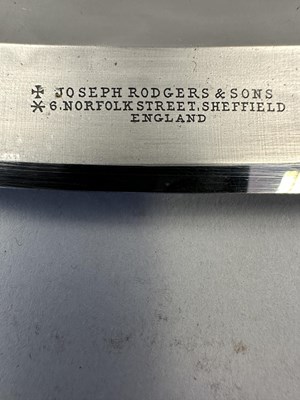 ✠ JOSEPH RODGERS & SONS
✶ 6, NORFOLK STREET, SHEFFIELD
ENGLAND